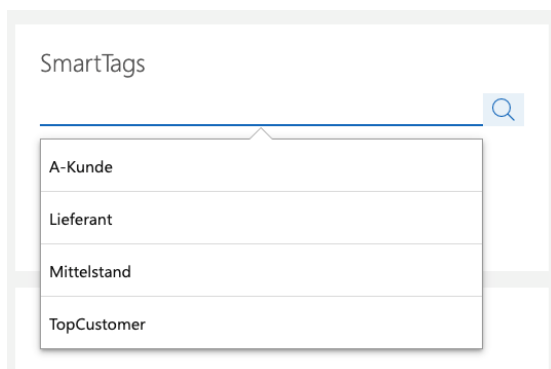 SmartTags
A-Kunde
Lieferant
Mittelstand
TopCustomer